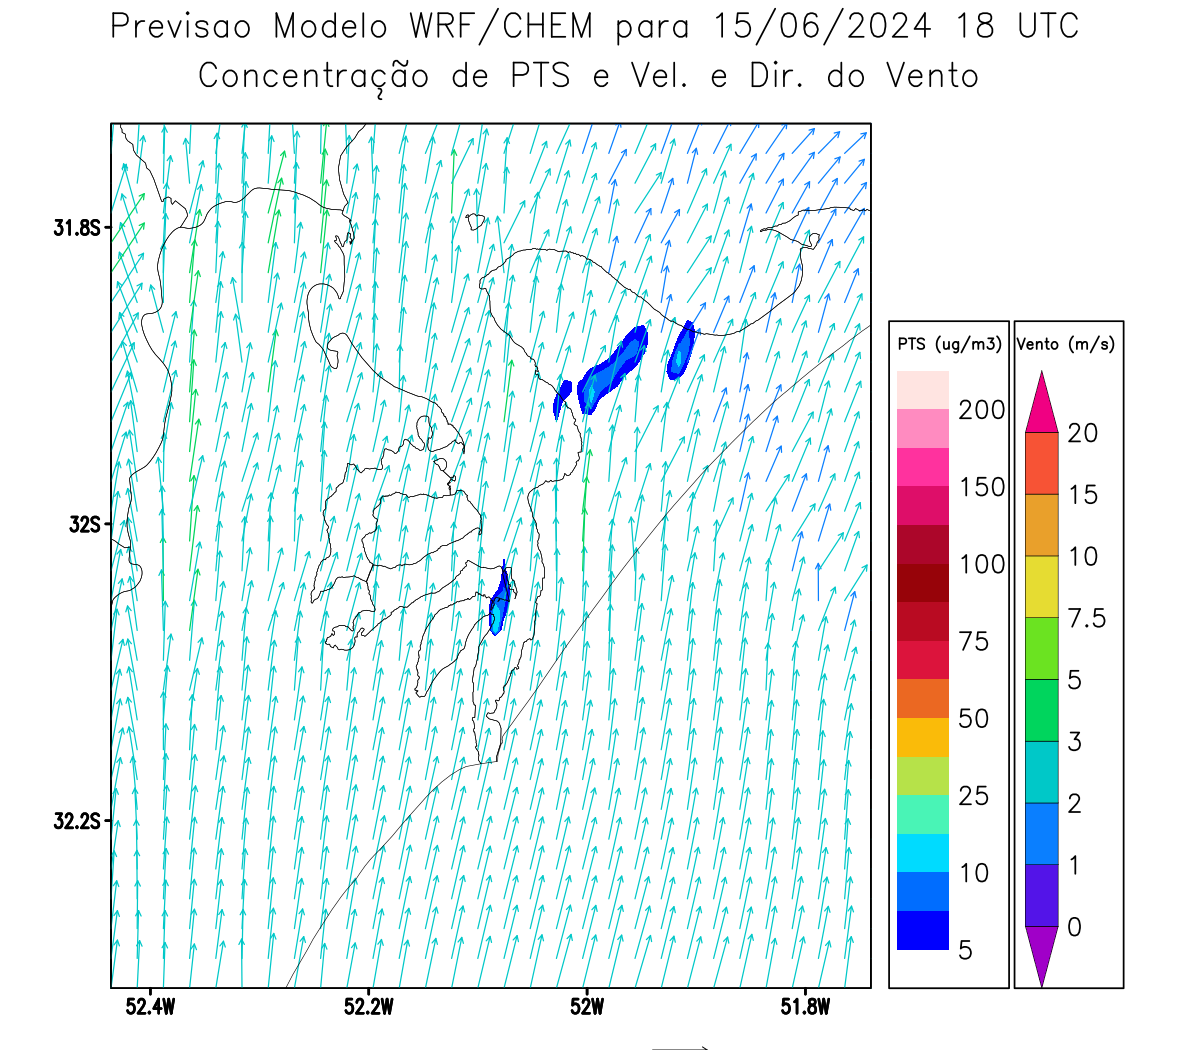 Previsao Modelo WRF/CHEM para 15/06/2024 18 UTC
Concentração de PTS e Vel. e Dir. do Vento
31.8S
32S
32.2S
52.4W 52.2W 52W 51.8W
PTS (ug/m3)
200
150
100
75
50
25
10
5
Vento (m/s)
20
15
10
7.5
5
3
2
1
0